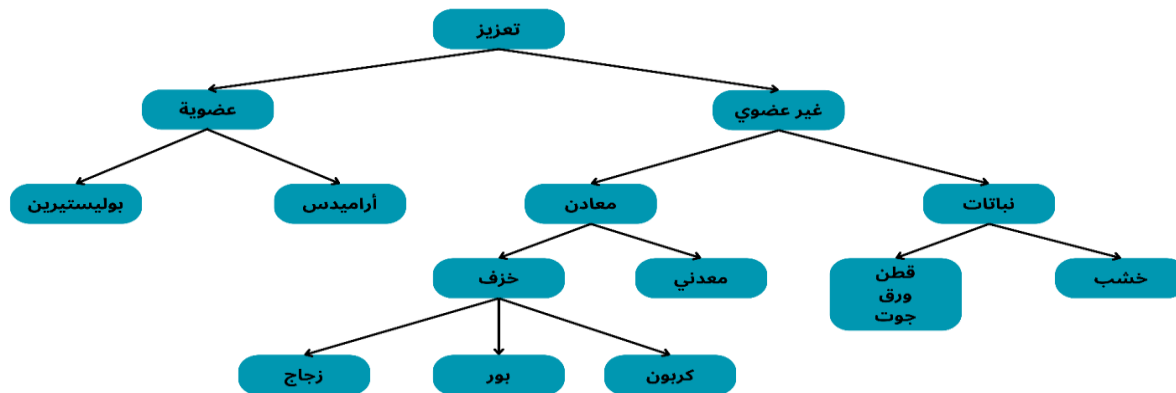 تعزيز
غير عضوي
عضوية
نباتات
معادن
أراميدس
بوليستيرين
خشب
قطن
ورق
جوت
معدني
خزف
كربون
بور
زجاج